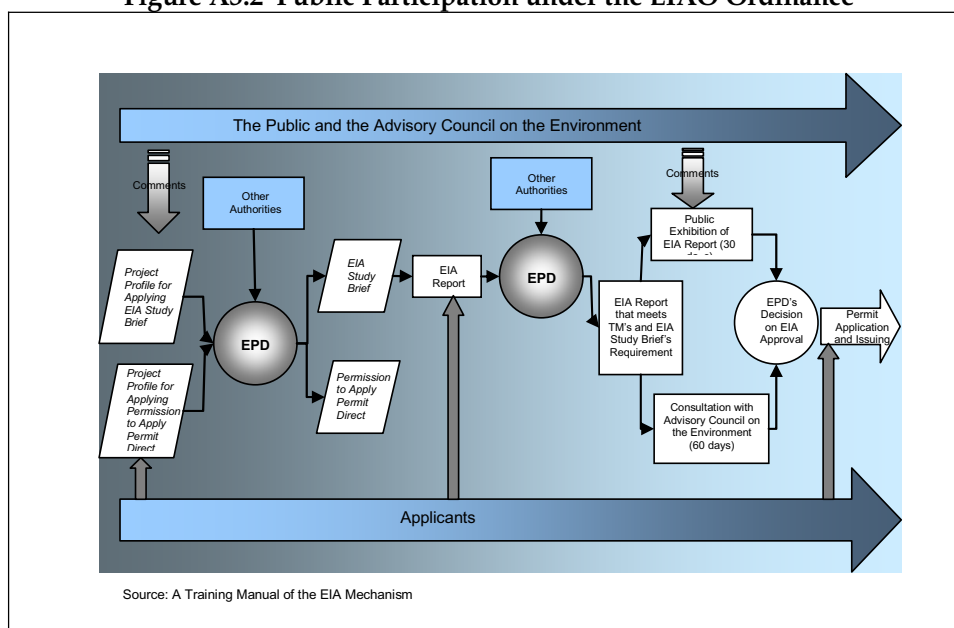 Figure A3.2 Public Participation under the EIAO Ordinance
The Public and the Advisory Council on the Environment
Comments
Other
Authorities
Project
Profile for
Applying
EIA Study
Brief
Project
Profile for
Applying
Permission
to Apply
Permit
Direct
EPD
EIA
Study
Brief
Permission
to Apply
Permit Direct
EIA
Report
Other
Authorities
EPD
EIA Report
that meets
TM's and EIA
Study Brief's
Requirement
Comments
Public
Exhibition of
EIA Report (30
Consultation with
Advisory Council on
the Environment
(60 days)
EPD's
Decision
on EIA
Approval
Permit
Application
and Issuing
Applicants
Source: A Training Manual of the EIA Mechanism